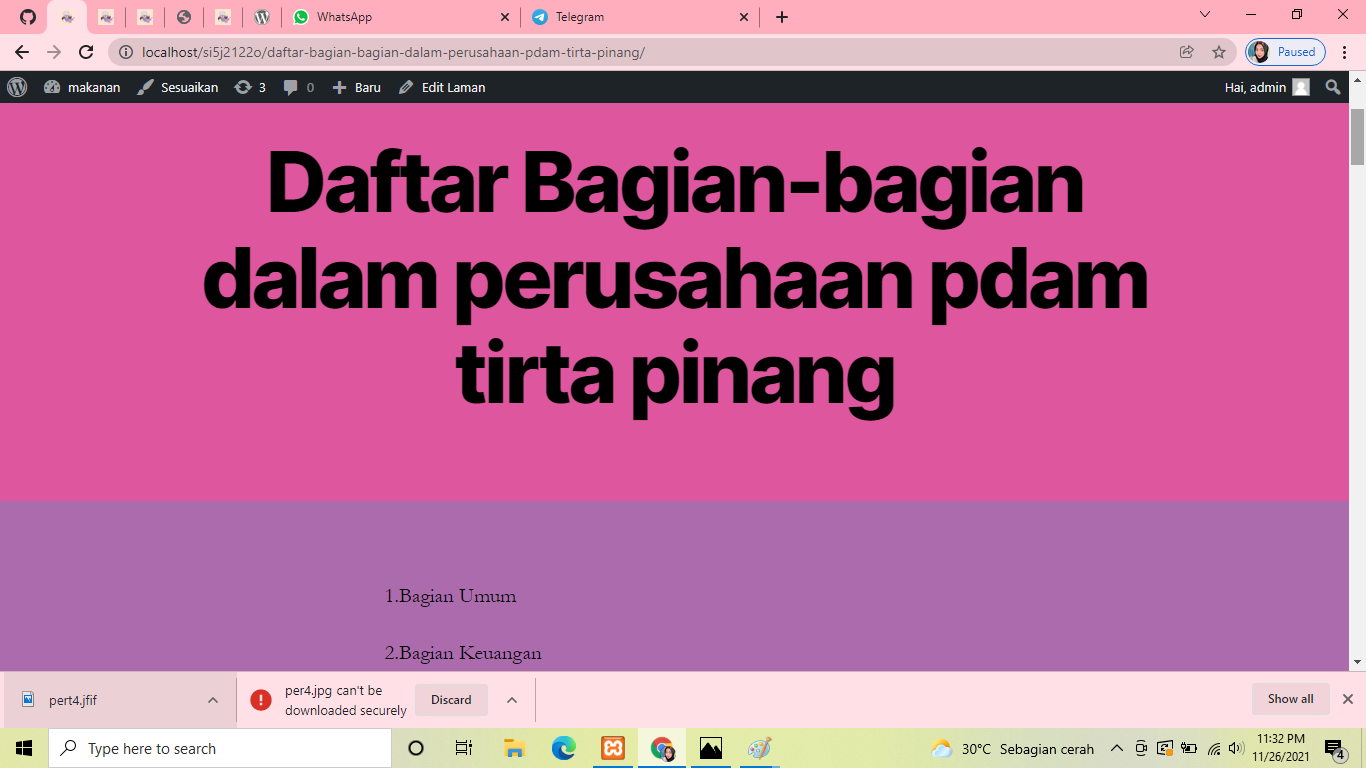 WhatsApp
Telegram
localhost/si5j2122o/daftar-bagian-bagian-dalam-perusahaan-pdam-tirta-pinang/
Paused
makanan
Sesuaikan
3
0
Baru
Edit Laman
Hai, admin
Daftar Bagian-bagian
dalam perusahaan pdam
tirta pinang
1.Bagian Umum
2.Bagian Keuangan
pert4.jfif
per4.jpg can't be
downloaded securely
Discard
Show all
Type here to search
30°C Sebagian cerah
11:32 PM
11/26/2021
4